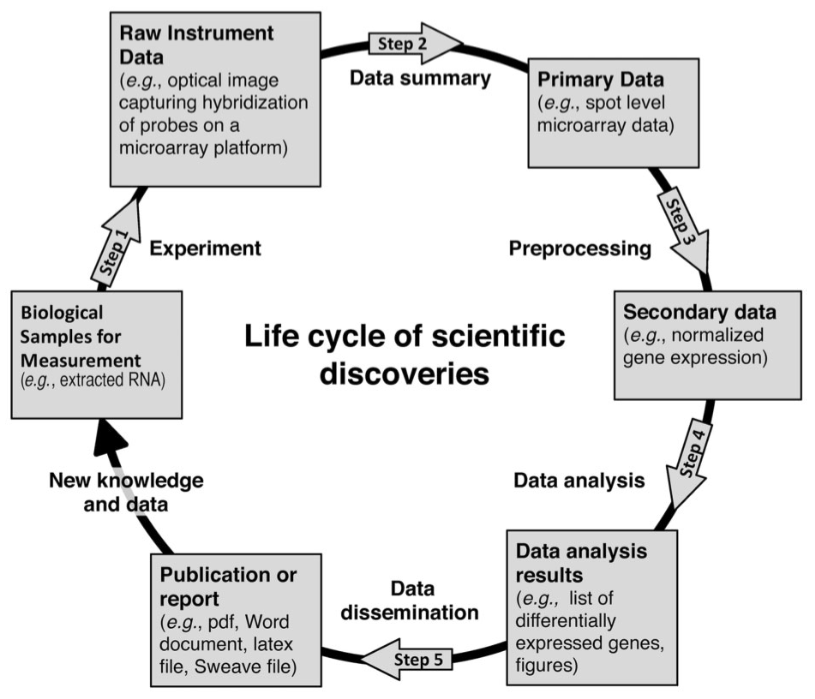 Raw Instrument
Data
(e.g., optical image
capturing hybridization
of probes on a
microarray platform)
Step 2
Data summary
Primary Data
(e.g., spot level
microarray data)
Step 1
Experiment
Step 3
Preprocessing
Biological
Samples for
Measurement
(e.g., extracted RNA)
Life cycle of scientific
discoveries
Secondary data
(e.g., normalized
gene expression)
Step 4
Data analysis
New knowledge
and data
Data analysis
results
(e.g., list of
differentially
expressed genes,
figures)
Data
dissemination
Step 5
Publication or
report
(e.g., pdf, Word
document, latex
file, Sweave file)